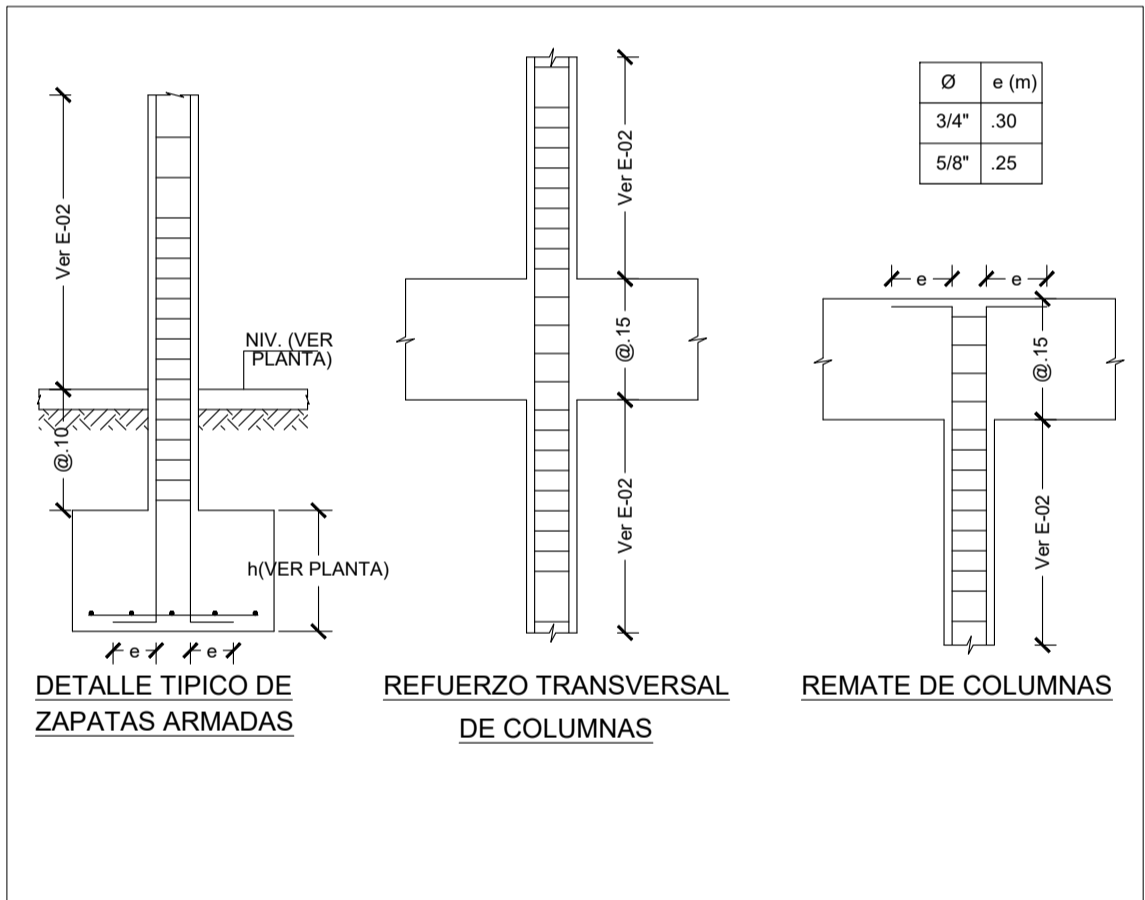 Ver E-02
NIV. (VER
PLANTA)
@.10
h(VER PLANTA)
e
e
DETALLE TIPICO DE
ZAPATAS ARMADAS
Ver E-02
@.15
Ver E-02
REFUERZO TRANSVERSAL
DE COLUMNAS
Ø e (m)
3/4" .30
5/8" .25
e
e
@.15
Ver E-02
REMATE DE COLUMNAS